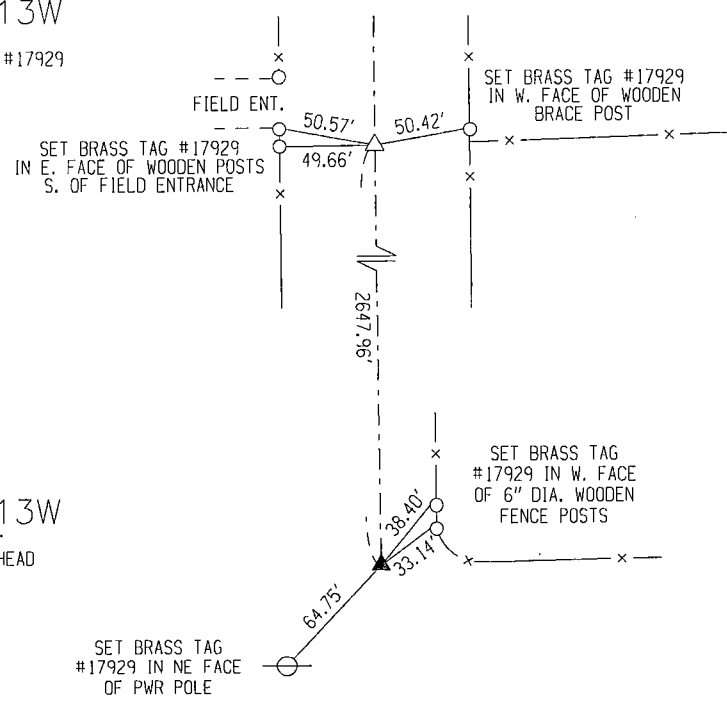 13W
#17929
FIELD ENT.
50.57'
50.42'
49.66'
SET BRASS TAG #17929
IN W. FACE OF WOODEN
BRACE POST
SET BRASS TAG #17929
IN E. FACE OF WOODEN POSTS
S. OF FIELD ENTRANCE
2647.96'
13W
HEAD
SET BRASS TAG
#17929 IN W. FACE
OF 6" DIA. WOODEN
FENCE POSTS
38.40'
33.14'
64.75'
SET BRASS TAG
#17929 IN NE FACE
OF PWR POLE